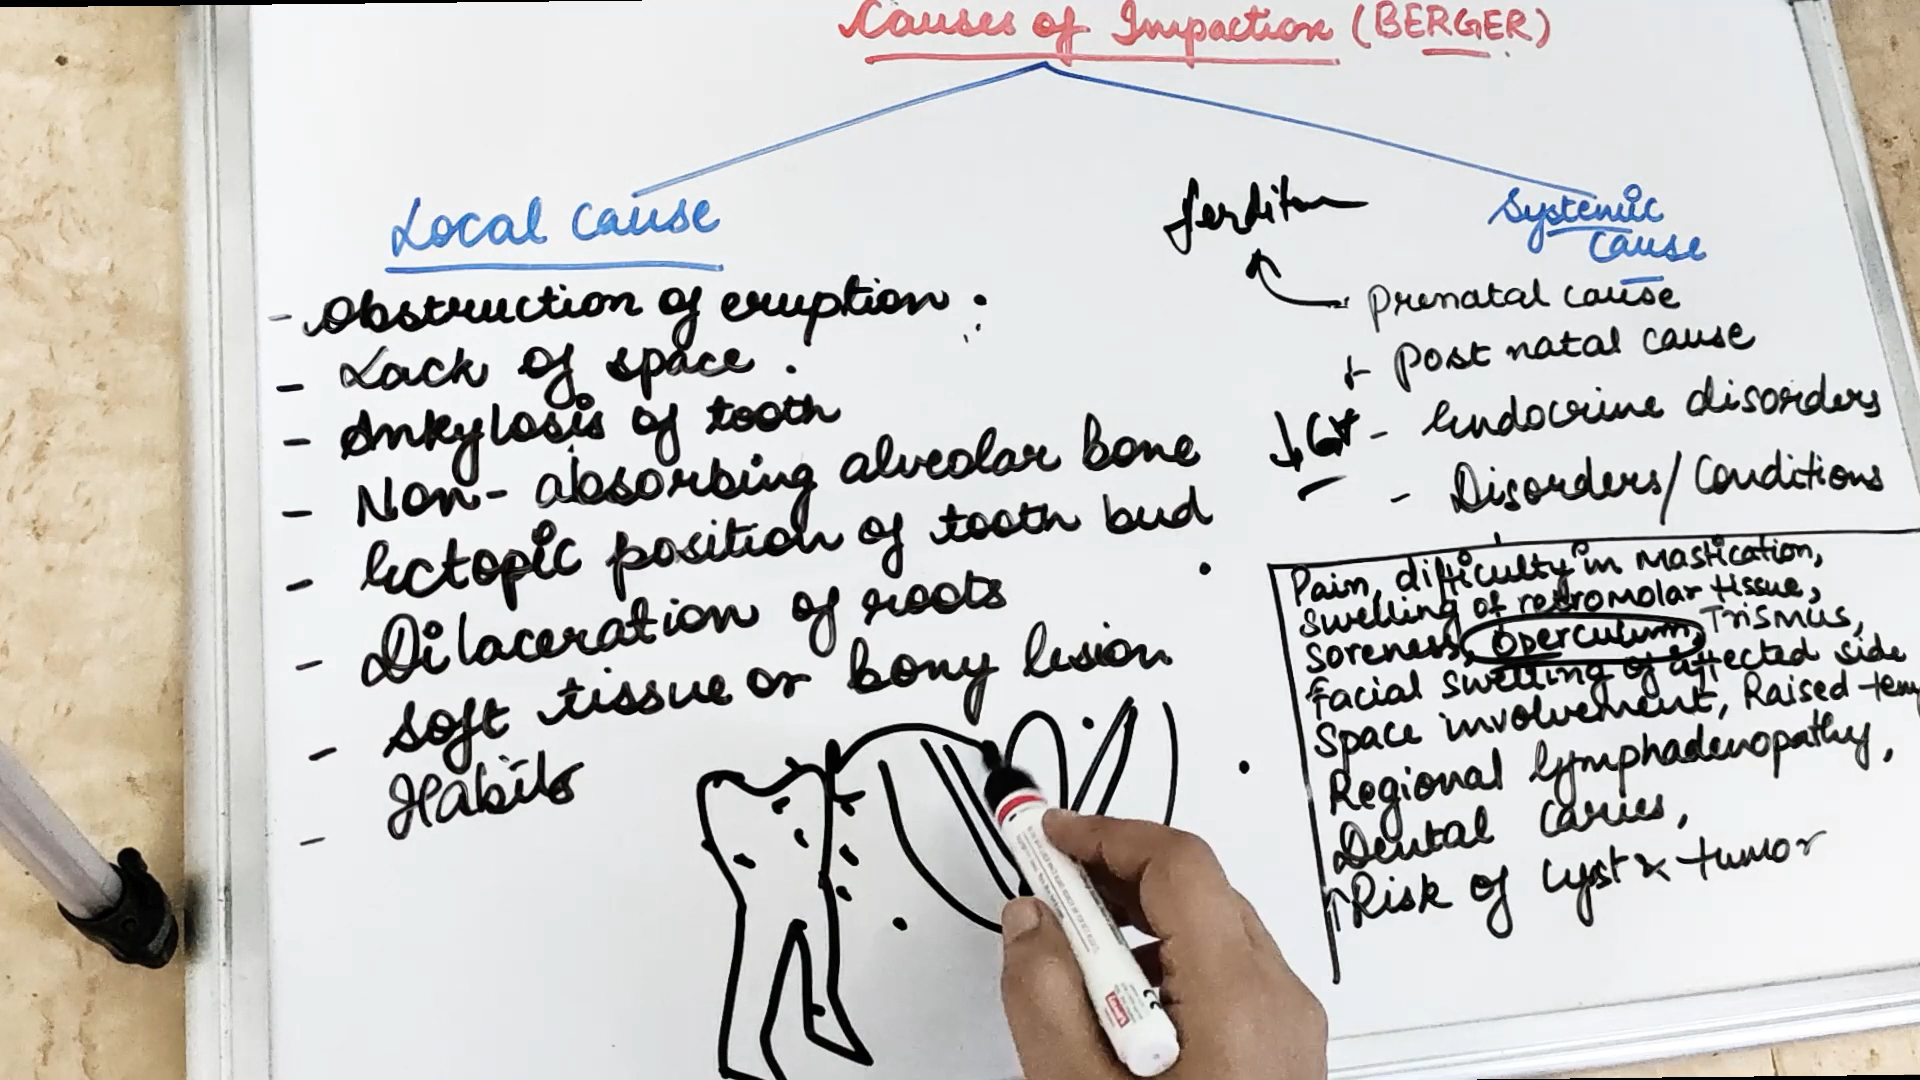 Causes of Impaction (BERGER)
Local cause
- Obstruction of eruption.
- Lack of space.
- Ankylosis of tooth
- Non-absorbing alveolar bone
- Ectopic position of tooth bud
- Dilaceration of roots
- Soft tissue or bony lesion
- Habits
Systemic
cause
- Prenatal cause
- Post natal cause
- Endocrine disorders
- Disorders/Conditions
Pain, difficulty in Mastication,
Swelling of retromolar tissue,
Soreness, Operculum, Trismus,
facial swelling of affected side
Space involvement, Raised temp
Regional lymphadenopathy,
Dental Caries,
↑Risk of cyst & tumor